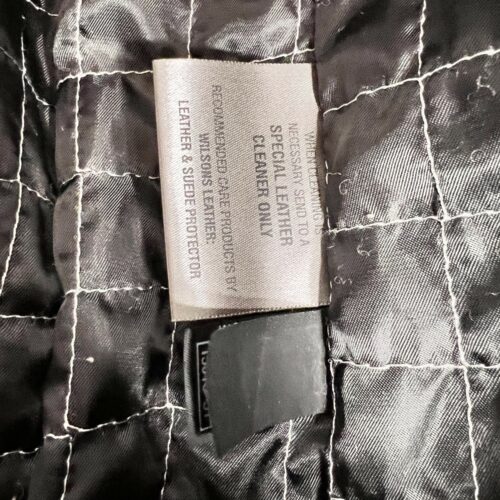 WHEN CLEANING IS
NECESSARY SEND TO A
SPECIAL LEATHER
CLEANER ONLY
RECOMMENDED CARE PRODUCTS BY
WILSONS LEATHER:
LEATHER & SUEDE PROTECTOR